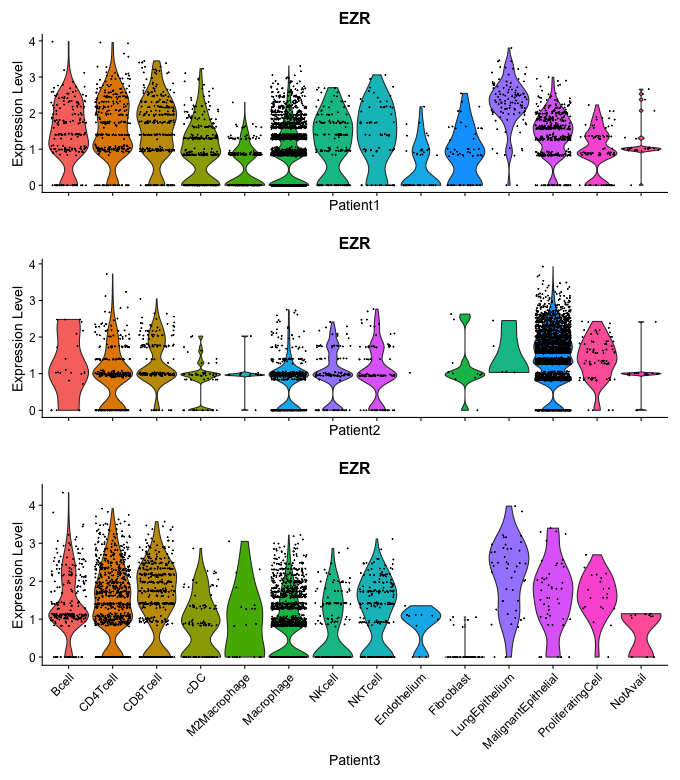 EZR
Expression Level
4
3
2
1
0
Patient1
EZR
Expression Level
4
3
2
1
0
Patient2
EZR
Expression Level
4
3
2
1
0
Bcell
CD4Tcell
CD8Tcell
cDC
M2Macrophage
Macrophage
NKcell
NKTcell
Endothelium
Fibroblast
LungEpithelium
MalignantEpithelial
ProliferatingCell
NotAvail
Patient3